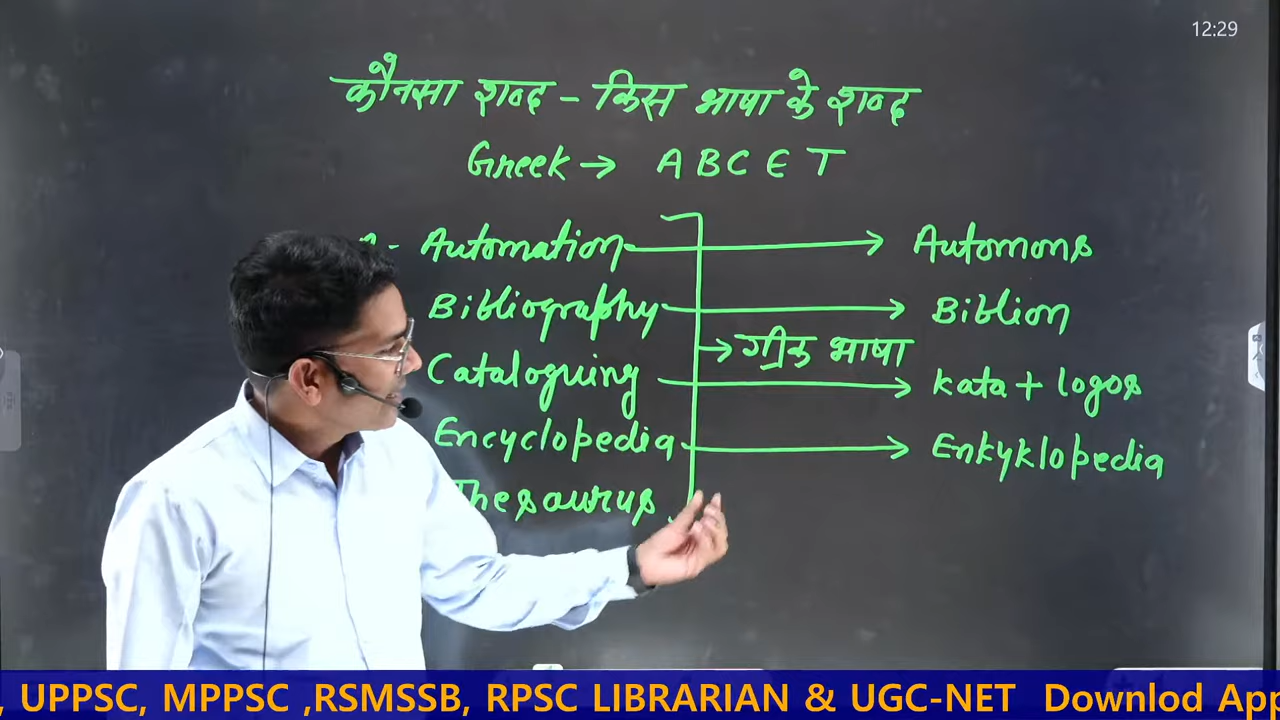 12:29
कौनसा शब्द - किस भाषा के शब्द
Greek → A B C E T
Automation → Automons
Bibliography → Biblion
→ ग्रीक भाषा
Cataloguing → Kata + logos
Encyclopedia → Enkyklopedia
Thesaurus
, UPPSC, MPPSC ,RSMSSB, RPSC LIBRARIAN & UGC-NET Downlod App